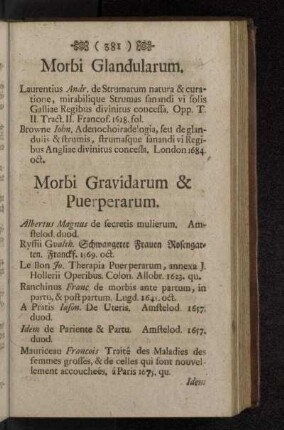 ( 581 )
Morbi Glandularum.
Laurentius Andr. de Strumarum natura & cura-
tione, mirabilique Strumas sanandi vi solis
Galliae Regibus divinitus concessa, Opp. T.
II. Tract. II. Francof. 1628. fol.
Browne John, Adenochoiradelogia, seu de glan-
dulis & strumis, strumasque sanandi vi Regi-
bus Angliae divinitus concessa, London 1684.
oct.
Morbi Gravidarum &
Puerperarum.
Albertus Magnus de secretis mulierum, Am-
stelod. duod.
Ryffii Gualth. Schwangerer Frauen Rosengar-
ten. Franckf. 1569. oct.
Le Bon Jo. Therapia Puerperarum, annexa J.
Hollerii Operibus Colon. Allobr. 1623. qu.
Ranchinus Franc. de morbis ante partum, in
partu, & post partum. Lugd. 1645. oct.
A Pratis Iason. De Uteris, Amstelod. 1657.
duod.
Idem de Pariente & Partu. Amstelod. 1657.
duod.
Mauriceau Francois Traité des Maladies des
femmes grosses, & de celles qui sont nouvel-
lement accouchées, á Paris 1675. qu.
Idem